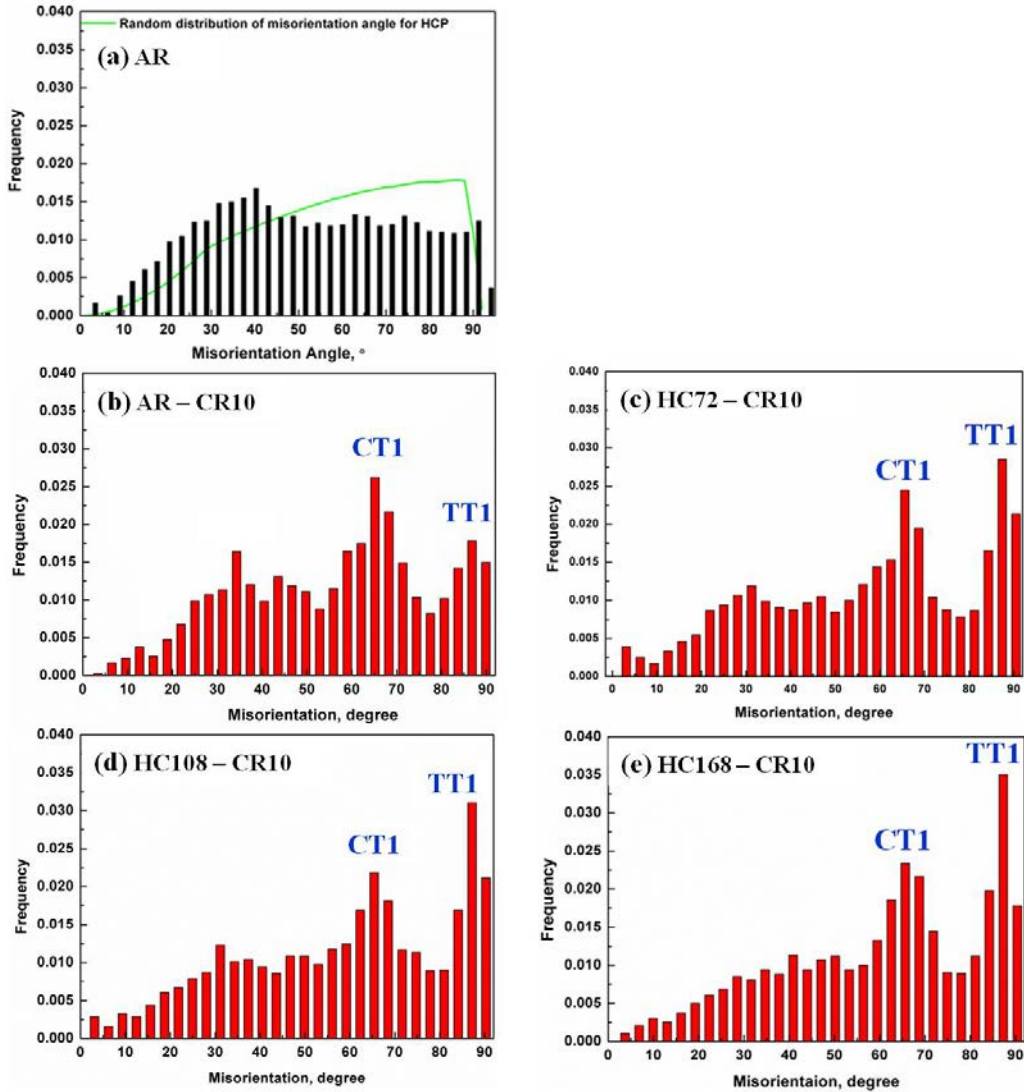 Random distribution of misorientation angle for HCP
(a) AR
Frequency
0.040
0.035
0.030
0.025
0.020
0.015
0.010
0.005
0.000
0 10 20 30 40 50 60 70 80 90
Misorientation Angle, °
(b) AR – CR10
CT1
TT1
Frequency
0.040
0.035
0.030
0.025
0.020
0.015
0.010
0.005
0.000
0 10 20 30 40 50 60 70 80 90
Misorientation, degree
(c) HC72 – CR10
CT1
TT1
Frequency
0.040
0.035
0.030
0.025
0.020
0.015
0.010
0.005
0.000
0 10 20 30 40 50 60 70 80 90
Misorientation, degree
(d) HC108 – CR10
CT1
TT1
Frequency
0.040
0.035
0.030
0.025
0.020
0.015
0.010
0.005
0.000
0 10 20 30 40 50 60 70 80 90
Misorientation, degree
(e) HC168 – CR10
CT1
TT1
Frequency
0.040
0.035
0.030
0.025
0.020
0.015
0.010
0.005
0.000
0 10 20 30 40 50 60 70 80 90
Misorientaion, degree